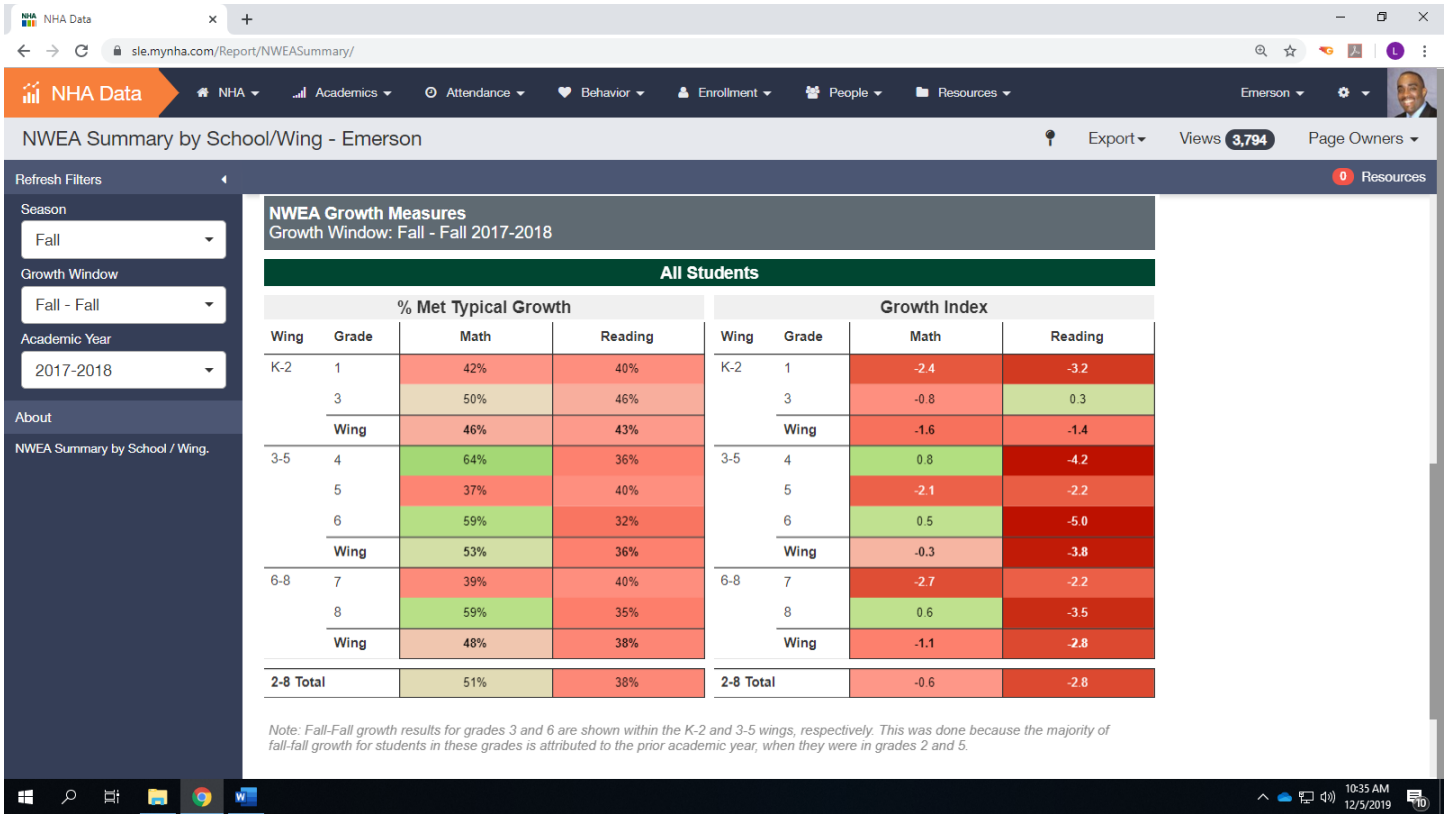 NHA NHA Data
sle.mynha.com/Report/NWEASummary/
L
NHA Data NHA Academics Attendance Behavior Enrollment People Resources Emerson
NWEA Summary by School/Wing - Emerson Export Views 3,794 Page Owners
Refresh Filters 0 Resources
Season
Fall
Growth Window
Fall - Fall
Academic Year
2017-2018
About
NWEA Summary by School / Wing.
NWEA Growth Measures
Growth Window: Fall - Fall 2017-2018
All Students
% Met Typical Growth Growth Index
Wing Grade Math Reading Wing Grade Math Reading
K-2 1 42% 40% K-2 1 -2.4 -3.2
3 50% 46% 3 -0.8 0.3
Wing 46% 43% Wing -1.6 -1.4
3-5 4 64% 36% 3-5 4 0.8 -4.2
5 37% 40% 5 -2.1 -2.2
6 59% 32% 6 0.5 -5.0
Wing 53% 36% Wing -0.3 -3.8
6-8 7 39% 40% 6-8 7 -2.7 -2.2
8 59% 35% 8 0.6 -3.5
Wing 48% 38% Wing -1.1 -2.8
2-8 Total 51% 38% 2-8 Total -0.6 -2.8
Note: Fall-Fall growth results for grades 3 and 6 are shown within the K-2 and 3-5 wings, respectively. This was done because the majority of
fall-fall growth for students in these grades is attributed to the prior academic year, when they were in grades 2 and 5.
W
10:35 AM
12/5/2019
10